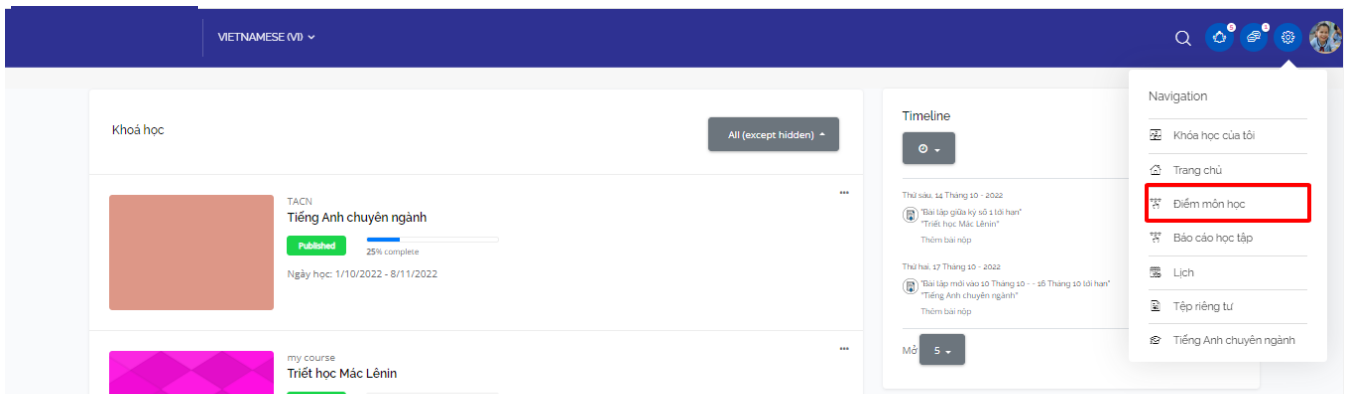 VIETNAMESE (VI)
Khoá học
All (except hidden)
TACN
Tiếng Anh chuyên ngành
Published
25% complete
Ngày học: 1/10/2022 - 8/11/2022
my course
Triết học Mác Lênin
Timeline
Thứ sáu, 14 Tháng 10 - 2022
"Bài lập giữa kỳ số 1 tới hạn"
"Triết học Mác Lênin"
Thêm bài nộp
Thứ hai, 17 Tháng 10 - 2022
"Bài lập mới vào 10 Tháng 10 - - 16 Tháng 10 tới hạn"
"Tiếng Anh chuyên ngành"
Thêm bài nộp
Mở 5
Navigation
Khóa học của tôi
Trang chủ
Điểm môn học
Báo cáo học tập
Lịch
Tệp riêng tư
Tiếng Anh chuyên ngành